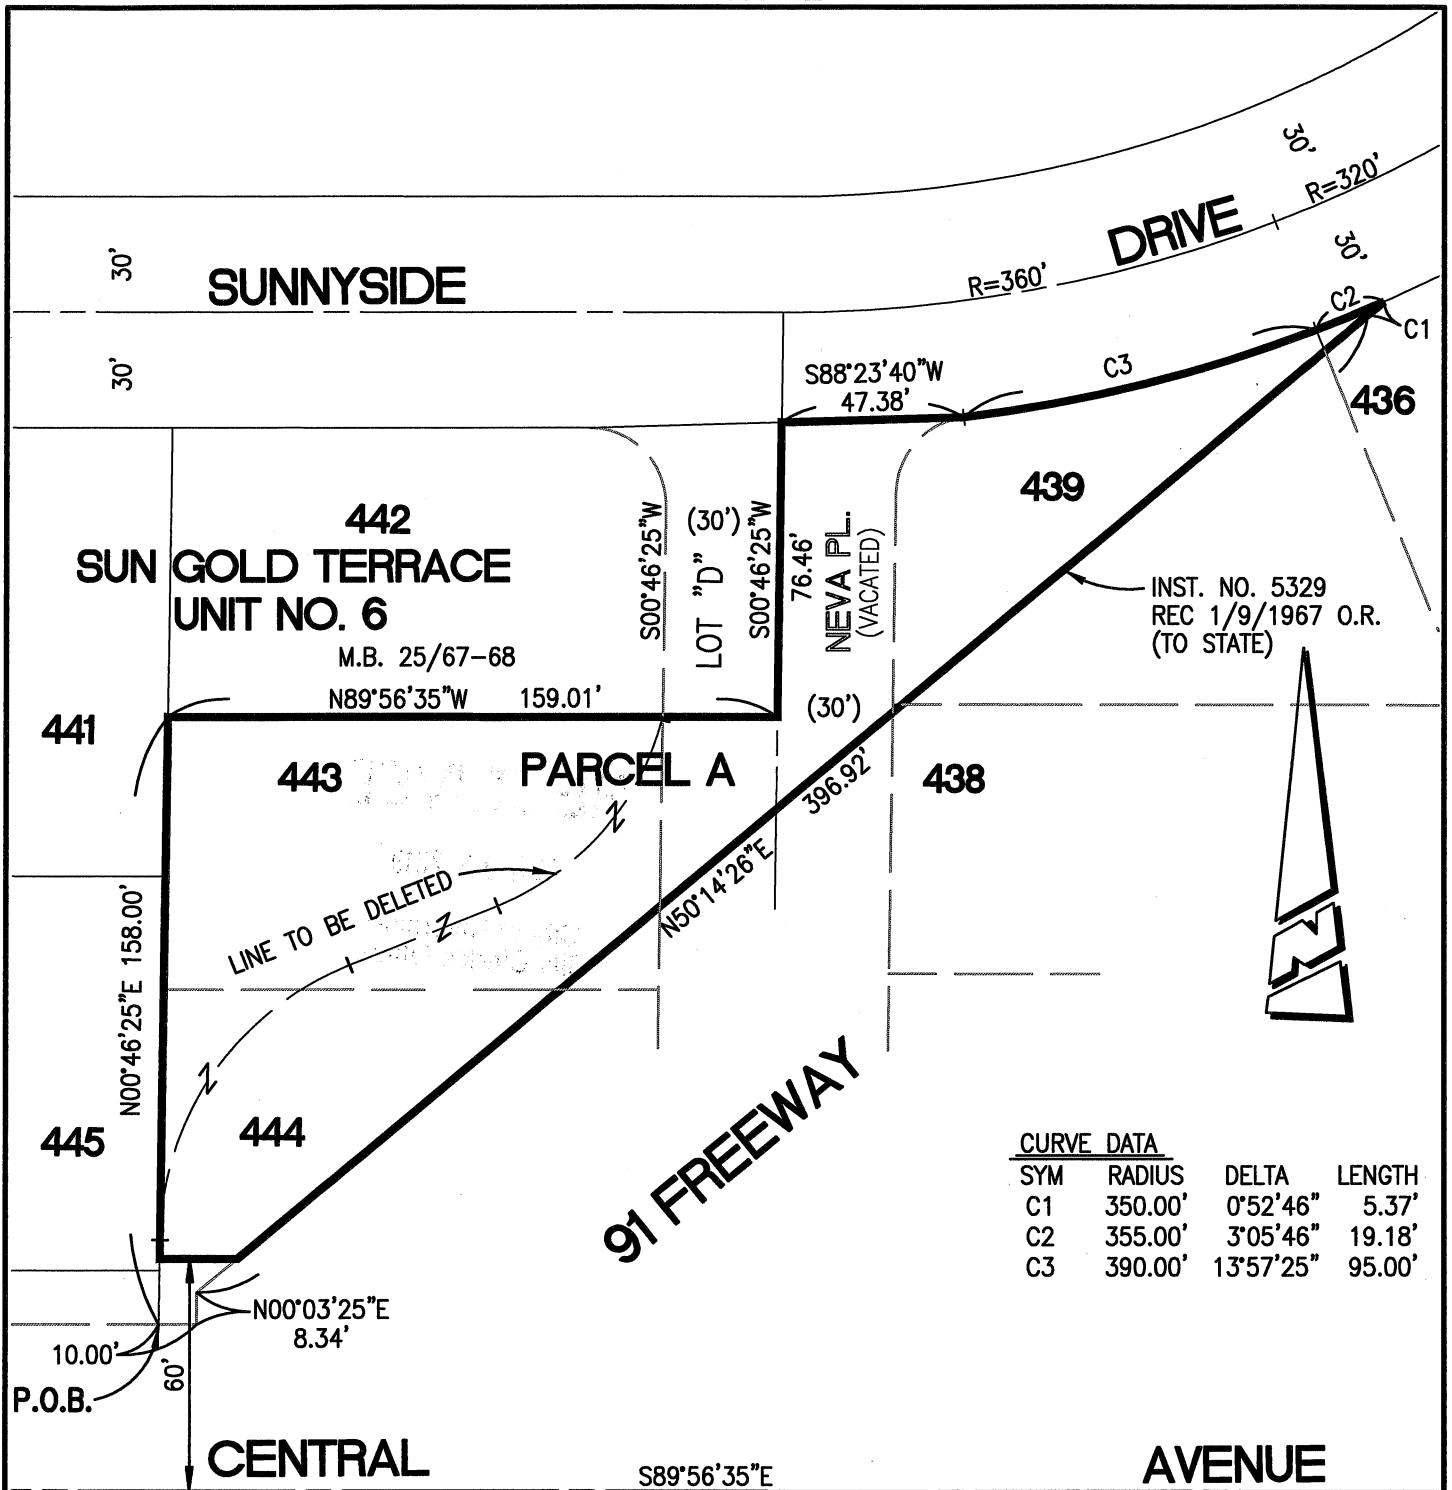 30'
R=320'
DRIVE
30'
30'
SUNNYSIDE
R=360'
C2
C1
30'
S88°23'40"W
47.38'
C3
436
439
442
SUN GOLD TERRACE
UNIT NO. 6
M.B. 25/67-68
S00°46'25"W
LOT "D"
(30')
S00°46'25"W
76.46'
NEVA PL.
(VACATED)
INST. NO. 5329
REC 1/9/1967 O.R.
(TO STATE)
N89°56'35"W 159.01'
(30')
441
443
PARCEL A
438
396.92'
N50°14'26"E
LINE TO BE DELETED
N00°46'25"E 158.00'
N
445
444
91 FREEWAY
CURVE DATA
SYM RADIUS DELTA LENGTH
C1 350.00' 0°52'46" 5.37'
C2 355.00' 3°05'46" 19.18'
C3 390.00' 13°57'25" 95.00'
N00°03'25"E
8.34'
10.00'
60'
P.O.B.
CENTRAL AVENUE
S89°56'35"E